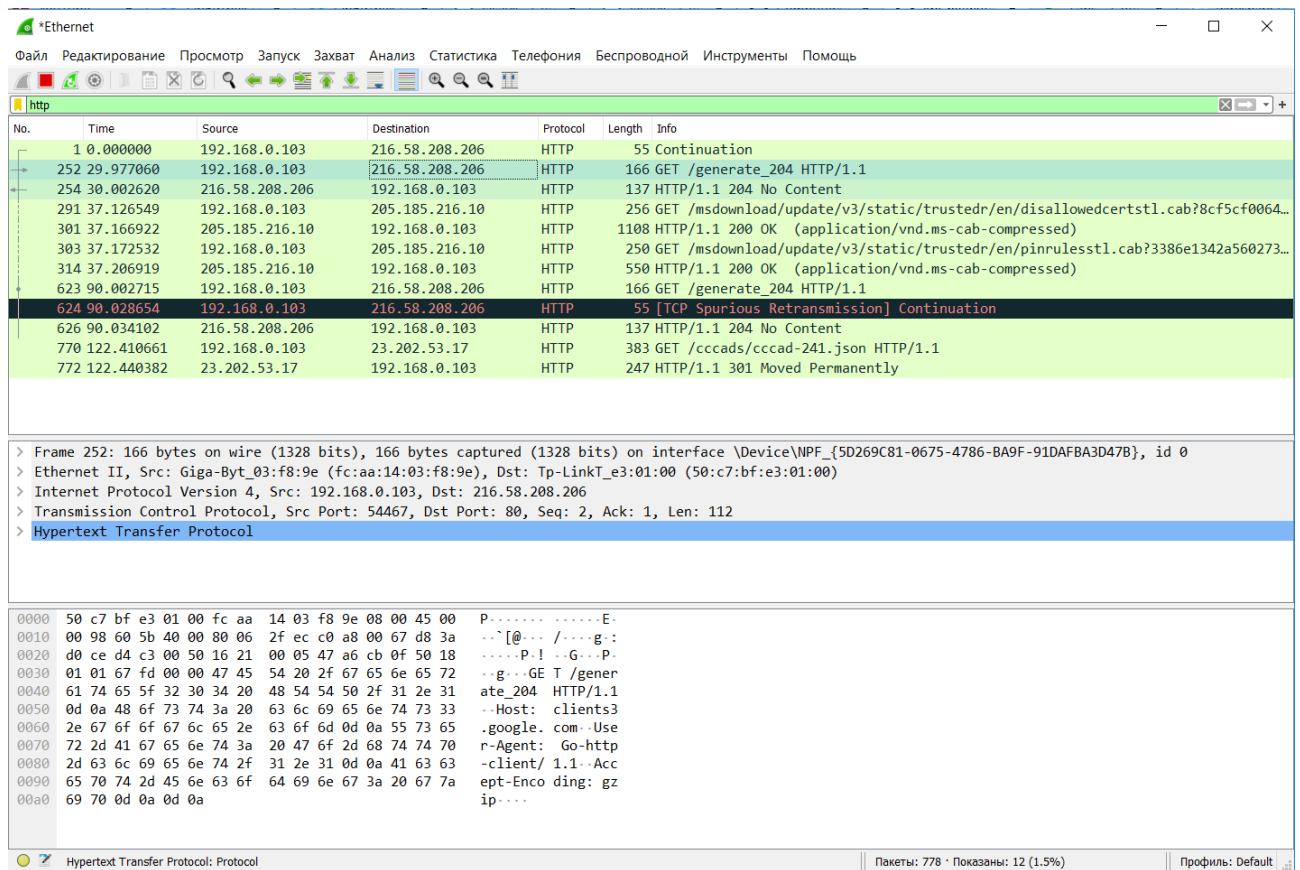 *Ethernet
Файл Редактирование Просмотр Запуск Захват Анализ Статистика Телефония Беспроводной Инструменты Помощь
http
No. Time Source Destination Protocol Length Info
1 0.000000 192.168.0.103 216.58.208.206 HTTP 55 Continuation
252 29.977060 192.168.0.103 216.58.208.206 HTTP 166 GET /generate_204 HTTP/1.1
254 30.002620 216.58.208.206 192.168.0.103 HTTP 137 HTTP/1.1 204 No Content
291 37.126549 192.168.0.103 205.185.216.10 HTTP 256 GET /msdownload/update/v3/static/trustedr/en/disallowedcertstl.cab?8cf5cf0064…
301 37.166922 205.185.216.10 192.168.0.103 HTTP 1108 HTTP/1.1 200 OK  (application/vnd.ms-cab-compressed)
303 37.172532 192.168.0.103 205.185.216.10 HTTP 250 GET /msdownload/update/v3/static/trustedr/en/pinrulesstl.cab?3386e1342a560273…
314 37.206919 205.185.216.10 192.168.0.103 HTTP 550 HTTP/1.1 200 OK  (application/vnd.ms-cab-compressed)
623 90.002715 192.168.0.103 216.58.208.206 HTTP 166 GET /generate_204 HTTP/1.1
624 90.028654 192.168.0.103 216.58.208.206 HTTP 55 [TCP Spurious Retransmission] Continuation
626 90.034102 216.58.208.206 192.168.0.103 HTTP 137 HTTP/1.1 204 No Content
770 122.410661 192.168.0.103 23.202.53.17 HTTP 383 GET /cccads/cccad-241.json HTTP/1.1
772 122.440382 23.202.53.17 192.168.0.103 HTTP 247 HTTP/1.1 301 Moved Permanently
> Frame 252: 166 bytes on wire (1328 bits), 166 bytes captured (1328 bits) on interface \Device\NPF_{5D269C81-0675-4786-BA9F-91DAFBA3D47B}, id 0
> Ethernet II, Src: Giga-Byt_03:f8:9e (fc:aa:14:03:f8:9e), Dst: Tp-LinkT_e3:01:00 (50:c7:bf:e3:01:00)
> Internet Protocol Version 4, Src: 192.168.0.103, Dst: 216.58.208.206
> Transmission Control Protocol, Src Port: 54467, Dst Port: 80, Seq: 2, Ack: 1, Len: 112
> Hypertext Transfer Protocol
0000 50 c7 bf e3 01 00 fc aa 14 03 f8 9e 08 00 45 00 P······· ······E·
0010 00 98 60 5b 40 00 80 06 2f ec c0 a8 00 67 d8 3a ··`[@··· /····g·:
0020 d0 ce d4 c3 00 50 16 21 00 05 47 a6 cb 0f 50 18 ·····P·! ··G···P·
0030 01 01 67 fd 00 00 47 45 54 20 2f 67 65 6e 65 72 ··g···GE T /gener
0040 61 74 65 5f 32 30 34 20 48 54 54 50 2f 31 2e 31 ate_204 HTTP/1.1
0050 0d 0a 48 6f 73 74 3a 20 63 6c 69 65 6e 74 73 33 ··Host: clients3
0060 2e 67 6f 6f 67 6c 65 2e 63 6f 6d 0d 0a 55 73 65 .google. com··Use
0070 72 2d 41 67 65 6e 74 3a 20 47 6f 2d 68 74 74 70 r-Agent: Go-http
0080 2d 63 6c 69 65 6e 74 2f 31 2e 31 0d 0a 41 63 63 -client/ 1.1··Acc
0090 65 70 74 2d 45 6e 63 6f 64 69 6e 67 3a 20 67 7a ept-Enco ding: gz
00a0 69 70 0d 0a 0d 0a ip····
Hypertext Transfer Protocol: Protocol Пакеты: 778 · Показаны: 12 (1.5%) Профиль: Default